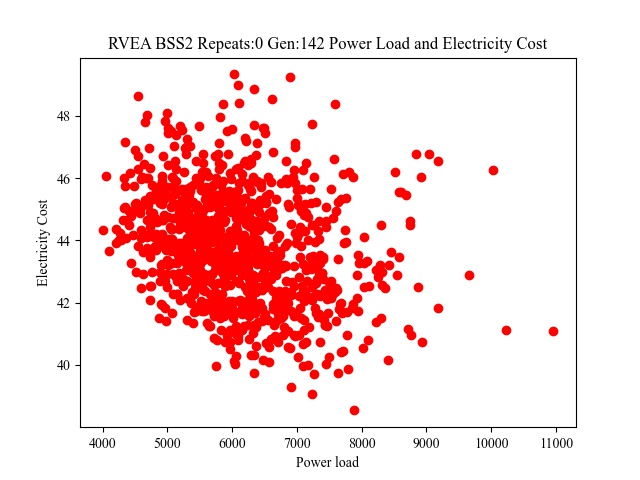 RVEA BSS2 Repeats:0 Gen:142 Power Load and Electricity Cost
48
46
44
42
40
Electricity Cost
4000 5000 6000 7000 8000 9000 10000 11000
Power load